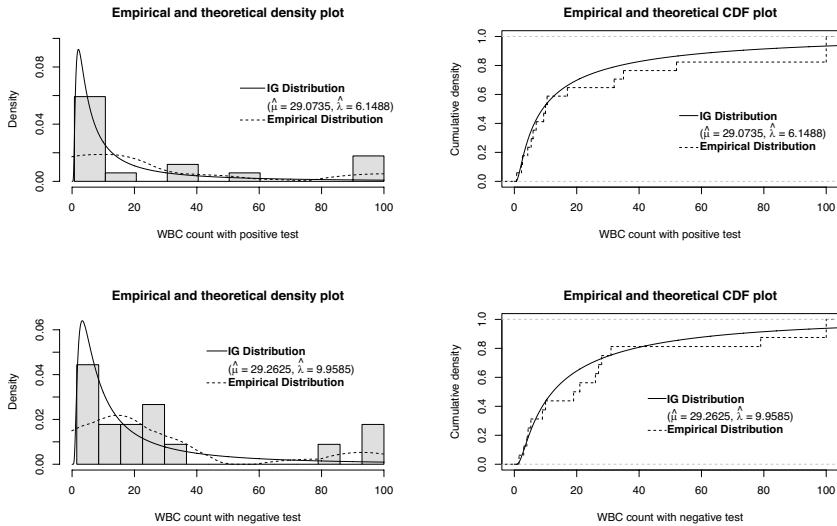 Empirical and theoretical density plot
Density
0.00 0.04 0.08
IG Distribution
(μ̂ = 29.0735, λ̂ = 6.1488)
Empirical Distribution
0 20 40 60 80 100
WBC count with positive test
Empirical and theoretical CDF plot
Cumulative density
0.0 0.2 0.4 0.6 0.8 1.0
IG Distribution
(μ̂ = 29.0735, λ̂ = 6.1488)
Empirical Distribution
0 20 40 60 80 100
WBC count with positive test
Empirical and theoretical density plot
Density
0.00 0.02 0.04 0.06
IG Distribution
(μ̂ = 29.2625, λ̂ = 9.9585)
Empirical Distribution
0 20 40 60 80 100
WBC count with negative test
Empirical and theoretical CDF plot
Cumulative density
0.0 0.2 0.4 0.6 0.8 1.0
IG Distribution
(μ̂ = 29.2625, λ̂ = 9.9585)
Empirical Distribution
0 20 40 60 80 100
WBC count with negative test